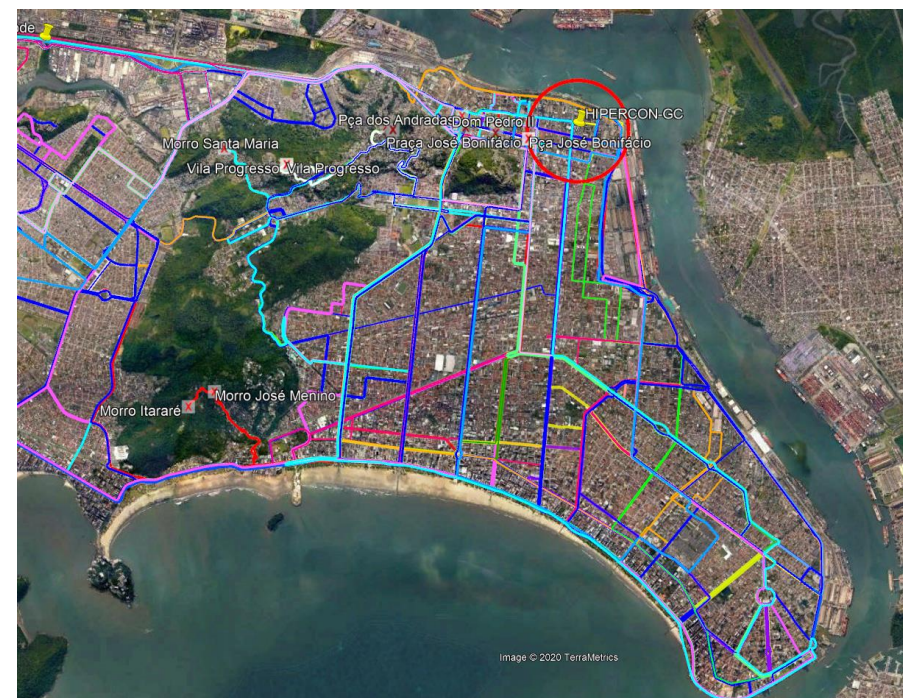 ode
HIPERCON-GC
Pça dos Andradas
Dom Pedro II
Praça José Bonifácio
Pça José Bonifácio
Morro Santa Maria
Vila Progresso
Vila Progresso
Morro José Menino
Morro Itararé
Image © 2020 TerraMetrics